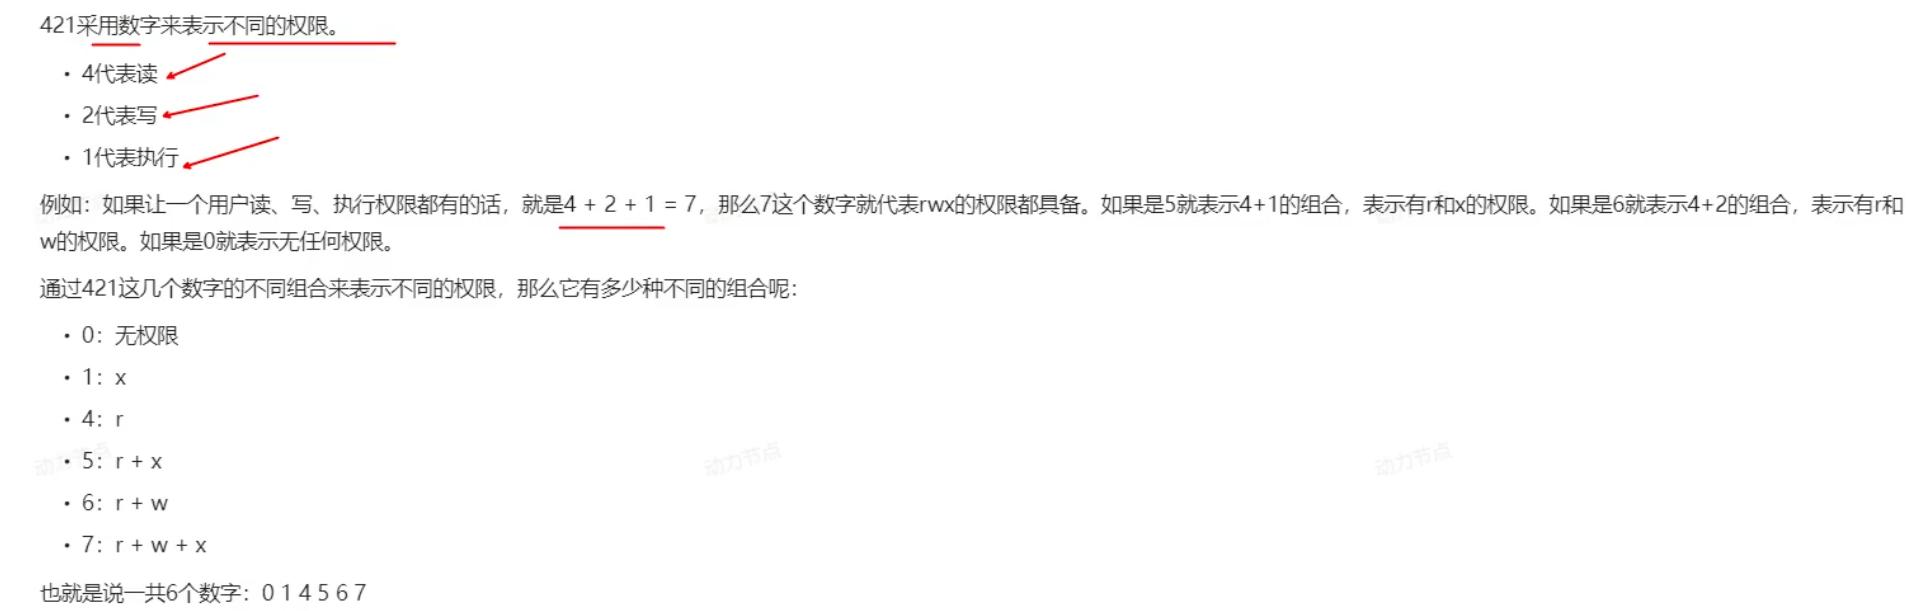 421采用数字来表示不同的权限。
• 4代表读
• 2代表写
• 1代表执行
例如：如果让一个用户读、写、执行权限都有的话，就是4 + 2 + 1 = 7，那么7这个数字就代表rwx的权限都具备。如果是5就表示4+1的组合，表示有r和x的权限。如果是6就表示4+2的组合，表示有r和
w的权限。如果是0就表示无任何权限。
通过421这几个数字的不同组合来表示不同的权限，那么它有多少种不同的组合呢：
• 0：无权限
• 1：x
• 4：r
• 5：r + x
• 6：r + w
• 7：r + w + x
也就是说一共6个数字：0 1 4 5 6 7
动力节点
动力节点
动力节点